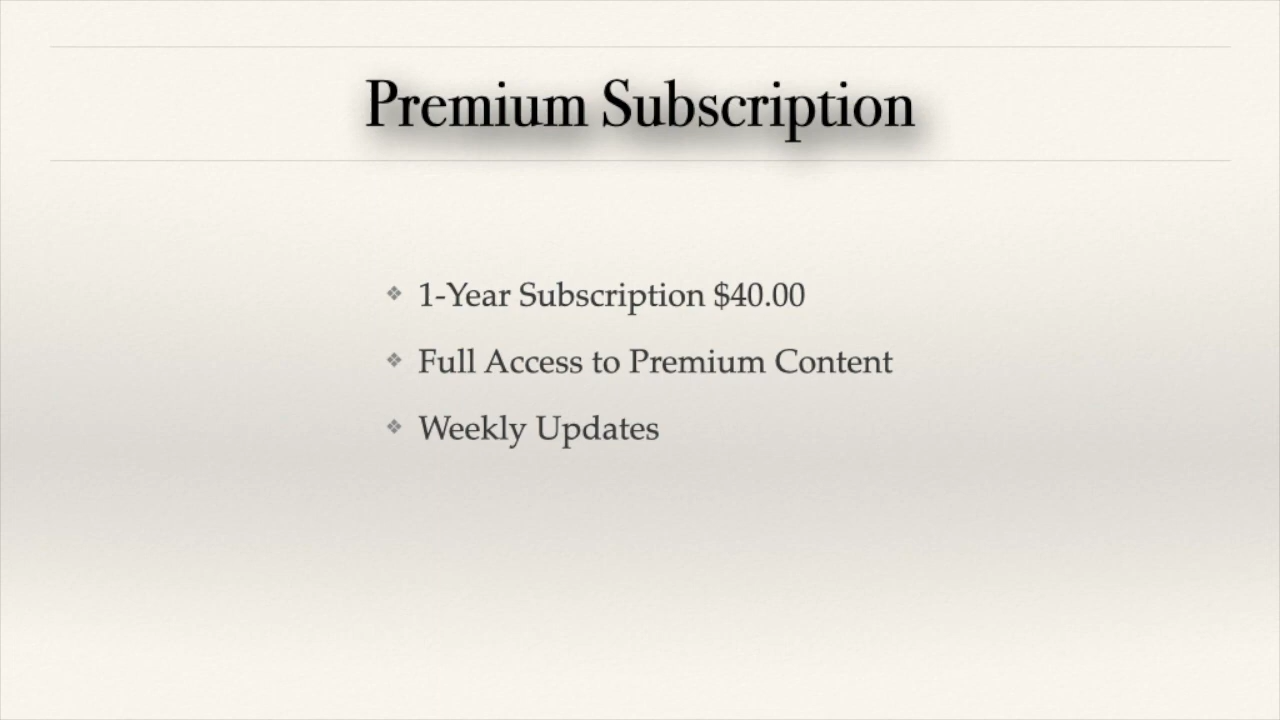 Premium Subscription
❖ 1-Year Subscription $40.00
❖ Full Access to Premium Content
❖ Weekly Updates